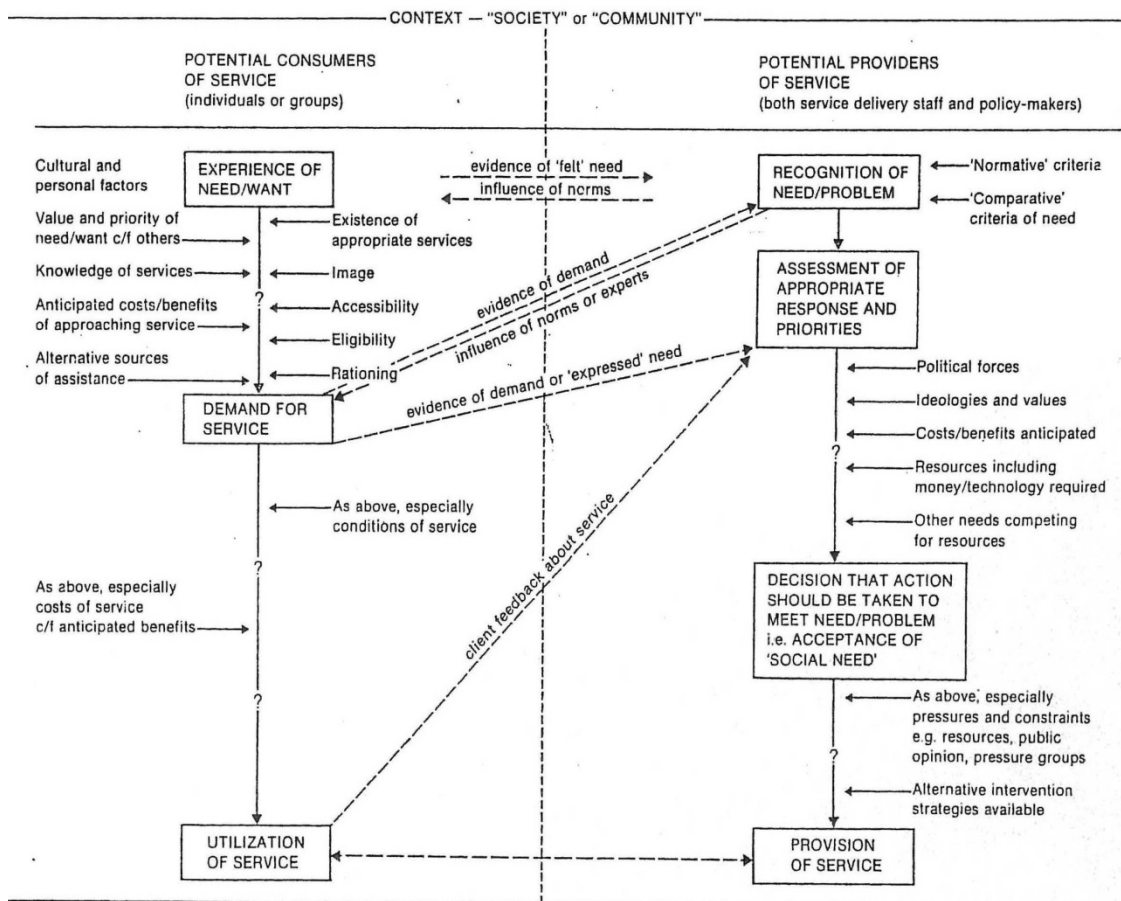 CONTEXT — “SOCIETY” or “COMMUNITY”
POTENTIAL CONSUMERS
OF SERVICE
(individuals or groups)
POTENTIAL PROVIDERS
OF SERVICE
(both service delivery staff and policy-makers)
Cultural and
personal factors
EXPERIENCE OF
NEED/WANT
evidence of 'felt' need
influence of norms
RECOGNITION OF
NEED/PROBLEM
'Normative' criteria
'Comparative'
criteria of need
Value and priority of
need/want c/f others
Existence of
appropriate services
Knowledge of services
Image
?
Anticipated costs/benefits
of approaching service
Accessibility
Eligibility
Alternative sources
of assistance
Rationing
evidence of demand
influence of norms or experts
ASSESSMENT OF
APPROPRIATE
RESPONSE AND
PRIORITIES
DEMAND FOR
SERVICE
evidence of demand or 'expressed' need
Political forces
Ideologies and values
Costs/benefits anticipated
?
Resources including
money/technology required
Other needs competing
for resources
As above, especially
conditions of service
?
As above, especially
costs of service
c/f anticipated benefits
?
client feedback about service
DECISION THAT ACTION
SHOULD BE TAKEN TO
MEET NEED/PROBLEM
i.e. ACCEPTANCE OF
'SOCIAL NEED'
As above, especially
pressures and constraints
e.g. resources, public
opinion, pressure groups
?
Alternative intervention
strategies available
UTILIZATION
OF SERVICE
PROVISION
OF SERVICE